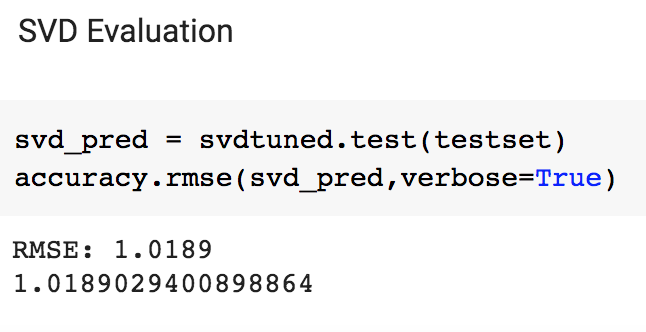 SVD Evaluation
svd_pred = svdtuned.test(testset)
accuracy.rmse(svd_pred,verbose=True)
RMSE: 1.0189
1.0189029400898864